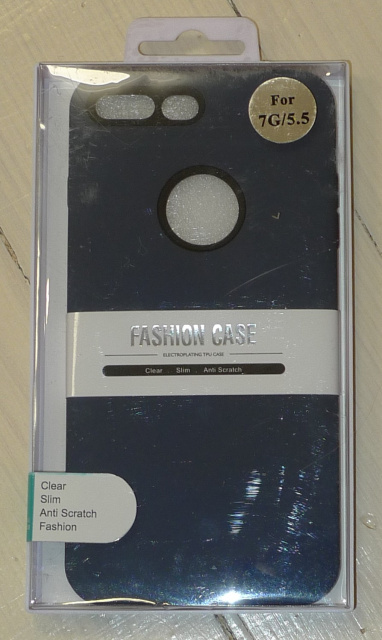 For
7G/5.5
FASHION CASE
ELECTROPLATING TPU CASE
Clear Slim Anti Scratch
Clear
Slim
Anti Scratch
Fashion